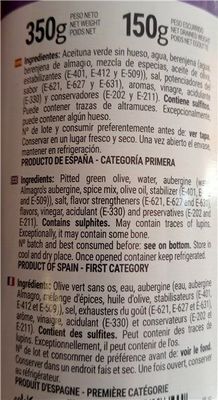 350g PESO NETO NET WEIGHT POIDS NET
150g PESO ESCURRIDO
Ingredientes: Aceituna verde sin hueso, agua, berenjena (
berenjena de almagro, mezcla de especias, aceite de oliva,
estabilizantes (E-401, E-412 y E-509), sal, potenciadores del
sabor (E-621, E-627 y E-631), aromas, vinagre, acidulante
(E-330) y conservadores (E-202 y E-211). Contiene sulfitos.
Puede contener trazas de altramuces. Excepcionalmente,
puede contener algún hueso.
N° de lote y consumir preferentemente antes de: ver tapa.
Conservar en un lugar fresco y seco. Una vez abierto el envase,
mantener en refrigeración.
PRODUCTO DE ESPAÑA - CATEGORÍA PRIMERA
Ingredients: Pitted green olive, water, aubergine
Almagro's aubergine, spice mix, olive oil, stabilizer (E-401, E-
and E-509), salt, flavor strengtheners (E-621, E-627 and E-631),
flavors, vinegar, acidulant (E-330) and preservatives (E-202 and
E-211). Contains sulphites. May contain traces of lupins.
Exceptionally, it may contain some bone.
N° batch and best consumed before: see on bottom. Store in
cool and dry place. Once opened container keep refrigerated.
PRODUCT OF SPAIN - FIRST CATEGORY
Ingrédients: Olive vert sans os, eau, aubergine (eau, aubergine
Almagro, mélange d'épices, huile d'olive, stabilisateurs (E-401,
E-412 et E-509), sel, exhausteurs du goût (E-621, E-627 et E-631),
arômes, vinaigre, acidulant (E-330) et conservateurs (E-202
et E-211). Contient des sulfites. Peut contenir des traces de
lupins. Exceptionnellement, il peut contenir de l'os.
N° de lot et consommer de préférence avant de: voir le fond.
Conserver dans un endroit frais et sec. Une fois ouvert,
au réfrigérateur.
PRODUIT D'ESPAGNE - PREMIÈRE CATÉGORIE